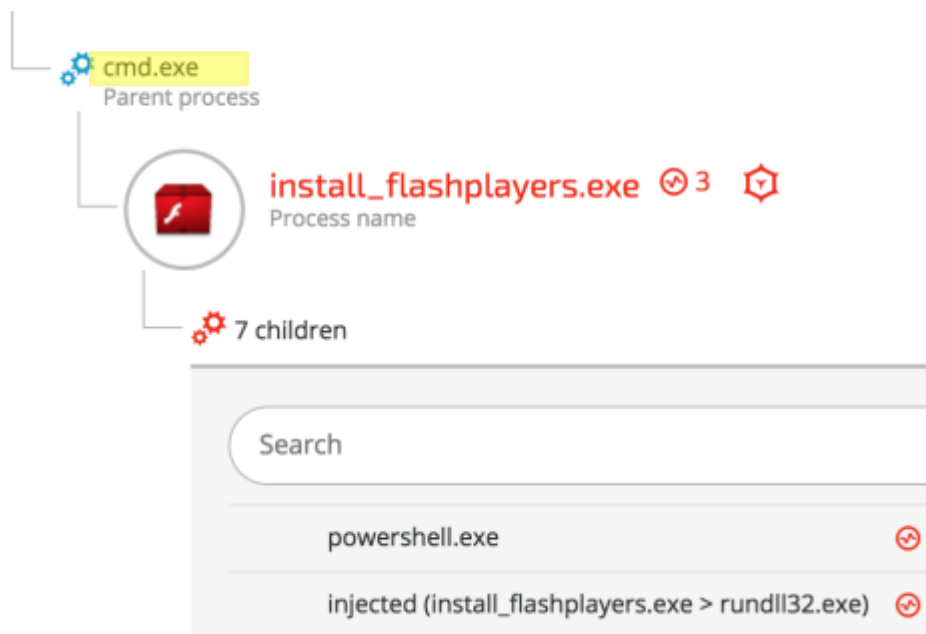 cmd.exe
Parent process
install_flashplayers.exe 3
Process name
7 children
Search
powershell.exe
injected (install_flashplayers.exe > rundll32.exe)